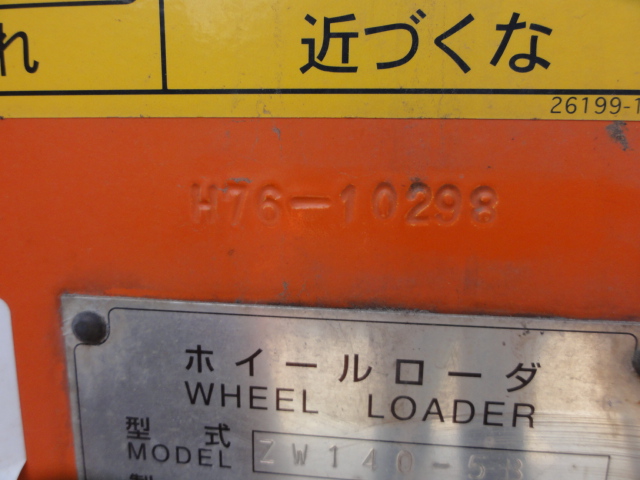 れ 近づくな
26199-1
H76-10298
ホイールローダ
WHEEL LOADER
型式
MODEL ZW140-5B